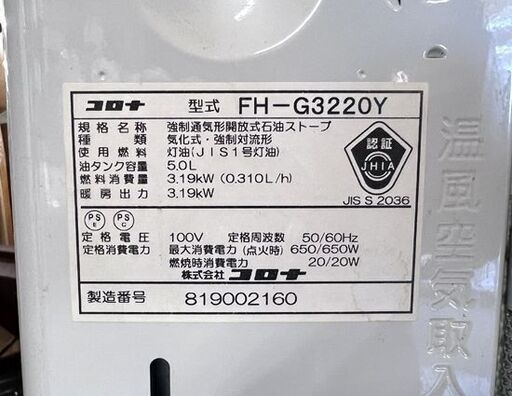 コロナ 型式 FH-G3220Y
規格名称 強制通気形開放式石油ストーブ
種類 気化式・強制対流形
使用燃料 灯油(JIS1号灯油)
油タンク容量 5.0L
燃料消費量 3.19kW (0.310L/h)
暖房出力 3.19kW
認証
JHIA
JIS S 2036
PS E PS C
定格電圧 100V 定格周波数 50/60Hz
定格消費電力 最大消費電力(点火時) 650/650W
燃焼時消費電力 20/20W
株式会社コロナ
製造番号 819002160
温風空気取入